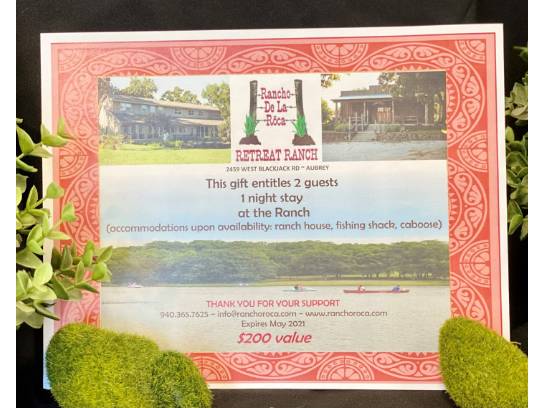 Rancho
De La
Roca
RETREAT RANCH
2459 WEST BLACKJACK RD ~ AUBREY
This gift entitles 2 guests
1 night stay
at the Ranch
(accommodations upon availability: ranch house, fishing shack, caboose)
THANK YOU FOR YOUR SUPPORT
940.365.7625 ~ info@ranchoroca.com ~ www.ranchoroca.com
Expires May 2021
$200 value